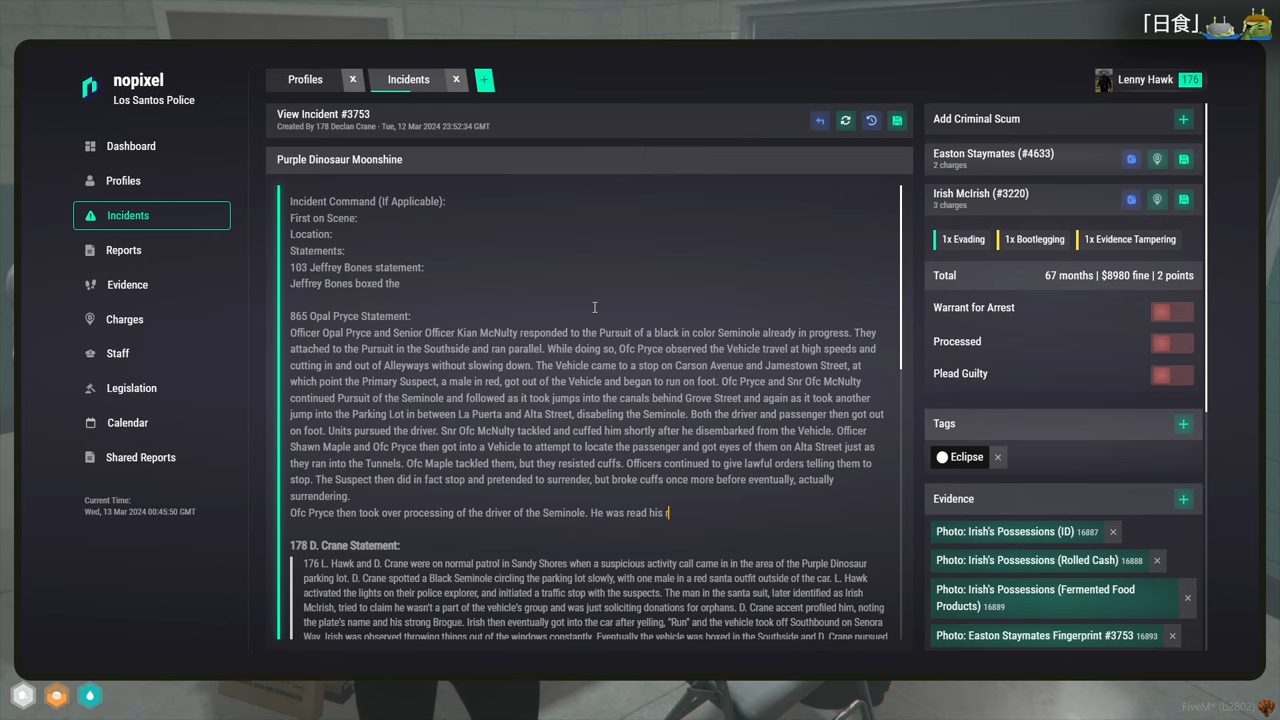 「日食」
nopixel
Los Santos Police
Dashboard
Profiles
Incidents
Reports
Evidence
Charges
Staff
Legislation
Calendar
Shared Reports
Current Time:
Wed, 13 Mar 2024 00:45:50 GMT
Profiles x Incidents x +
Lenny Hawk 176
View Incident #3753
Created By 178 Declan Crane · Tue, 12 Mar 2024 23:52:34 GMT
Purple Dinosaur Moonshine
Incident Command (If Applicable):
First on Scene:
Location:
Statements:
103 Jeffrey Bones statement:
Jeffrey Bones boxed the
865 Opal Pryce Statement:
Officer Opal Pryce and Senior Officer Kian McNulty responded to the Pursuit of a black in color Seminole already in progress. They
attached to the Pursuit in the Southside and ran parallel. While doing so, Ofc Pryce observed the Vehicle travel at high speeds and
cutting in and out of Alleyways without slowing down. The Vehicle came to a stop on Carson Avenue and Jamestown Street, at
which point the Primary Suspect, a male in red, got out of the Vehicle and began to run on foot. Ofc Pryce and Snr Ofc McNulty
continued Pursuit of the Seminole and followed as it took jumps into the canals behind Grove Street and again as it took another
jump into the Parking Lot in between La Puerta and Alta Street, disabeling the Seminole. Both the driver and passenger then got out
on foot. Units pursued the driver. Snr Ofc McNulty tackled and cuffed him shortly after he disembarked from the Vehicle. Officer
Shawn Maple and Ofc Pryce then got into a Vehicle to attempt to locate the passenger and got eyes of them on Alta Street just as
they ran into the Tunnels. Ofc Maple tackled them, but they resisted cuffs. Officers continued to give lawful orders telling them to
stop. The Suspect then did in fact stop and pretended to surrender, but broke cuffs once more before eventually, actually
surrendering.
Ofc Pryce then took over processing of the driver of the Seminole. He was read his r
178 D. Crane Statement:
176 L. Hawk and D. Crane were on normal patrol in Sandy Shores when a suspicious activity call came in in the area of the Purple Dinosaur
parking lot. D. Crane spotted a Black Seminole circling the parking lot slowly, with one male in a red santa outfit outside of the car. L. Hawk
activated the lights on their police explorer, and initiated a traffic stop with the suspects. The man in the santa suit, later identified as Irish
McIrish, tried to claim he wasn't a part of the vehicle's group and was just soliciting donations for orphans. D. Crane accent profiled him, noting
the plate's name and his strong Brogue. Irish then eventually got into the car after yelling, "Run" and the vehicle took off Southbound on Senora
Way. Irish was observed throwing things out of the windows constantly. Eventually the vehicle was boxed in the Southside and D. Crane pursued
Add Criminal Scum +
Easton Staymates (#4633)
2 charges
Irish McIrish (#3220)
3 charges
1x Evading 1x Bootlegging 1x Evidence Tampering
Total 67 months | $8980 fine | 2 points
Warrant for Arrest
Processed
Plead Guilty
Tags +
Eclipse x
Evidence +
Photo: Irish's Possessions (ID) 16887 x
Photo: Irish's Possessions (Rolled Cash) 16888 x
Photo: Irish's Possessions (Fermented Food
Products) 16889 x
Photo: Easton Staymates Fingerprint #3753 16893 x
FiveM* (b2802)